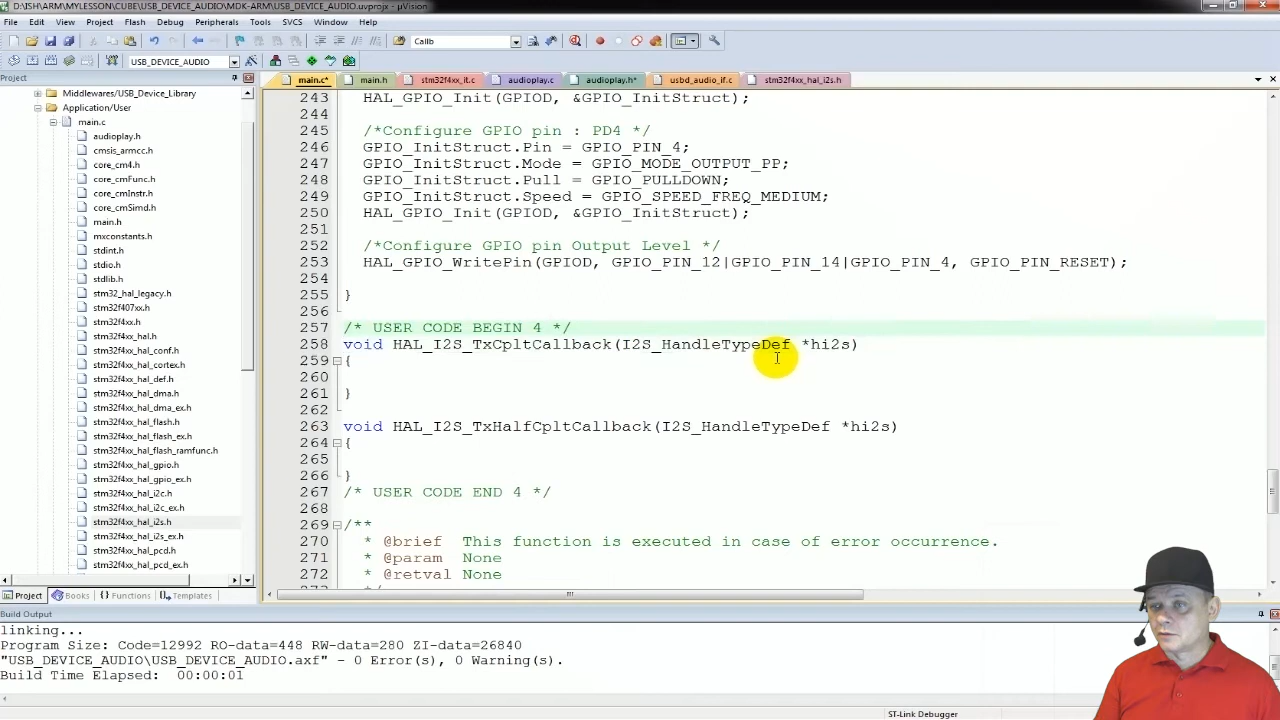 D:\ISH\ARM\MYLESSON\CUBE\USB_DEVICE_AUDIO\MDK-ARM\USB_DEVICE_AUDIO.uvprojx - µVision
File Edit View Project Flash Debug Peripherals Tools SVCS Window Help
Callb
USB_DEVICE_AUDIO
Project
main.c* main.h stm32f4xx_it.c audioplay.c audioplay.h* usbd_audio_if.c stm32f4xx_hal_i2s.h
Middlewares/USB_Device_Library
Application/User
main.c
audioplay.h
cmsis_armcc.h
core_cm4.h
core_cmFunc.h
core_cmInstr.h
core_cmSimd.h
main.h
mxconstants.h
stdint.h
stdio.h
stdlib.h
stm32_hal_legacy.h
stm32f407xx.h
stm32f4xx.h
stm32f4xx_hal.h
stm32f4xx_hal_conf.h
stm32f4xx_hal_cortex.h
stm32f4xx_hal_def.h
stm32f4xx_hal_dma.h
stm32f4xx_hal_dma_ex.h
stm32f4xx_hal_flash.h
stm32f4xx_hal_flash_ex.h
stm32f4xx_hal_flash_ramfunc.h
stm32f4xx_hal_gpio.h
stm32f4xx_hal_gpio_ex.h
stm32f4xx_hal_i2c.h
stm32f4xx_hal_i2c_ex.h
stm32f4xx_hal_i2s.h
stm32f4xx_hal_i2s_ex.h
stm32f4xx_hal_pcd.h
stm32f4xx_hal_pcd_ex.h
Project Books Functions Templates
243 HAL_GPIO_Init(GPIOD, &GPIO_InitStruct);
244
245 /*Configure GPIO pin : PD4 */
246 GPIO_InitStruct.Pin = GPIO_PIN_4;
247 GPIO_InitStruct.Mode = GPIO_MODE_OUTPUT_PP;
248 GPIO_InitStruct.Pull = GPIO_PULLDOWN;
249 GPIO_InitStruct.Speed = GPIO_SPEED_FREQ_MEDIUM;
250 HAL_GPIO_Init(GPIOD, &GPIO_InitStruct);
251
252 /*Configure GPIO pin Output Level */
253 HAL_GPIO_WritePin(GPIOD, GPIO_PIN_12|GPIO_PIN_14|GPIO_PIN_4, GPIO_PIN_RESET);
254
255 }
256
257 /* USER CODE BEGIN 4 */
258 void HAL_I2S_TxCpltCallback(I2S_HandleTypeDef *hi2s)
259 {
260
261 }
262
263 void HAL_I2S_TxHalfCpltCallback(I2S_HandleTypeDef *hi2s)
264 {
265
266 }
267 /* USER CODE END 4 */
268
269 /**
270 * @brief This function is executed in case of error occurrence.
271 * @param None
272 * @retval None
Build Output
linking...
Program Size: Code=12992 RO-data=448 RW-data=280 ZI-data=26840
"USB_DEVICE_AUDIO\USB_DEVICE_AUDIO.axf" - 0 Error(s), 0 Warning(s).
Build Time Elapsed: 00:00:01
ST-Link Debugger